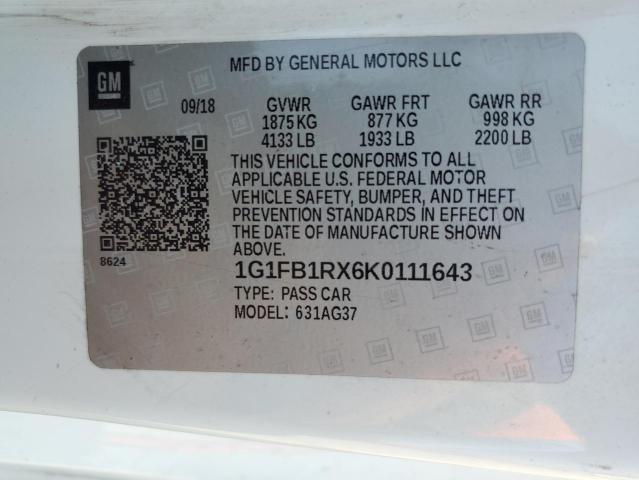 GM
MFD BY GENERAL MOTORS LLC
09/18 GVWR GAWR FRT GAWR RR
1875 KG 877 KG 998 KG
4133 LB 1933 LB 2200 LB
THIS VEHICLE CONFORMS TO ALL
APPLICABLE U.S. FEDERAL MOTOR
VEHICLE SAFETY, BUMPER, AND THEFT
PREVENTION STANDARDS IN EFFECT ON
THE DATE OF MANUFACTURE SHOWN
ABOVE.
8624
1G1FB1RX6K0111643
TYPE: PASS CAR
MODEL: 631AG37